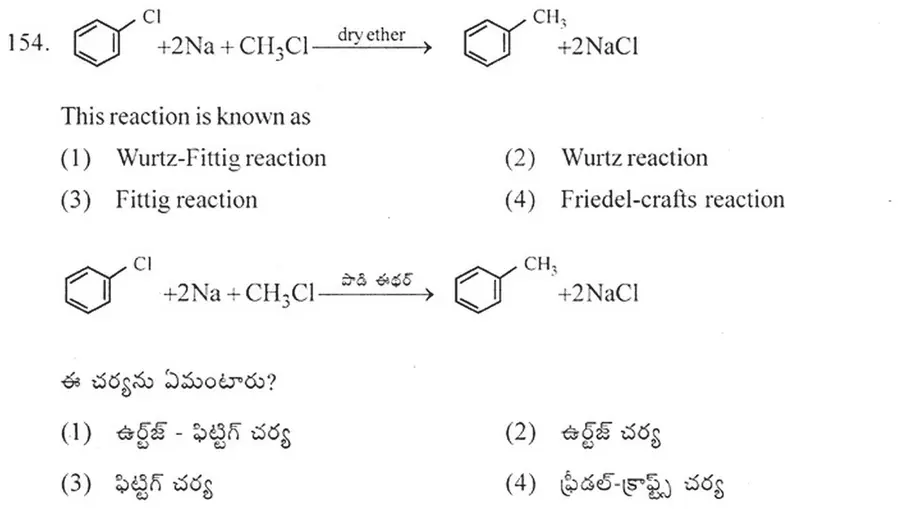 154. Cl +2Na + CH₃Cl dry ether CH₃ +2NaCl
This reaction is known as
(1) Wurtz-Fittig reaction (2) Wurtz reaction
(3) Fittig reaction (4) Friedel-crafts reaction
Cl +2Na + CH₃Cl పొడి ఈథర్ CH₃ +2NaCl
ఈ చర్యను ఏమంటారు?
(1) ఉర్ట్‌జ్ - ఫిట్టిగ్ చర్య (2) ఉర్ట్‌జ్ చర్య
(3) ఫిట్టిగ్ చర్య (4) ఫ్రీడల్-క్రాఫ్ట్స్ చర్య